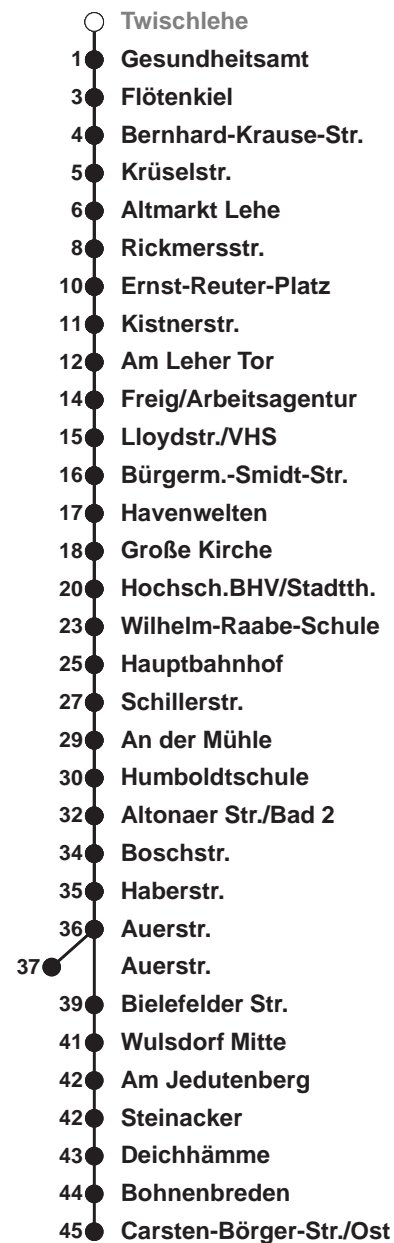 Twischlehe
1 Gesundheitsamt
3 Flötenkiel
4 Bernhard-Krause-Str.
5 Krüselstr.
6 Altmarkt Lehe
8 Rickmersstr.
10 Ernst-Reuter-Platz
11 Kistnerstr.
12 Am Leher Tor
14 Freig/Arbeitsagentur
15 Lloydstr./VHS
16 Bürgerm.-Smidt-Str.
17 Havenwelten
18 Große Kirche
20 Hochsch.BHV/Stadtth.
23 Wilhelm-Raabe-Schule
25 Hauptbahnhof
27 Schillerstr.
29 An der Mühle
30 Humboldtschule
32 Altonaer Str./Bad 2
34 Boschstr.
35 Haberstr.
36 Auerstr.
37 Auerstr.
39 Bielefelder Str.
41 Wulsdorf Mitte
42 Am Jedutenberg
42 Steinacker
43 Deichhämme
44 Bohnenbreden
45 Carsten-Börger-Str./Ost